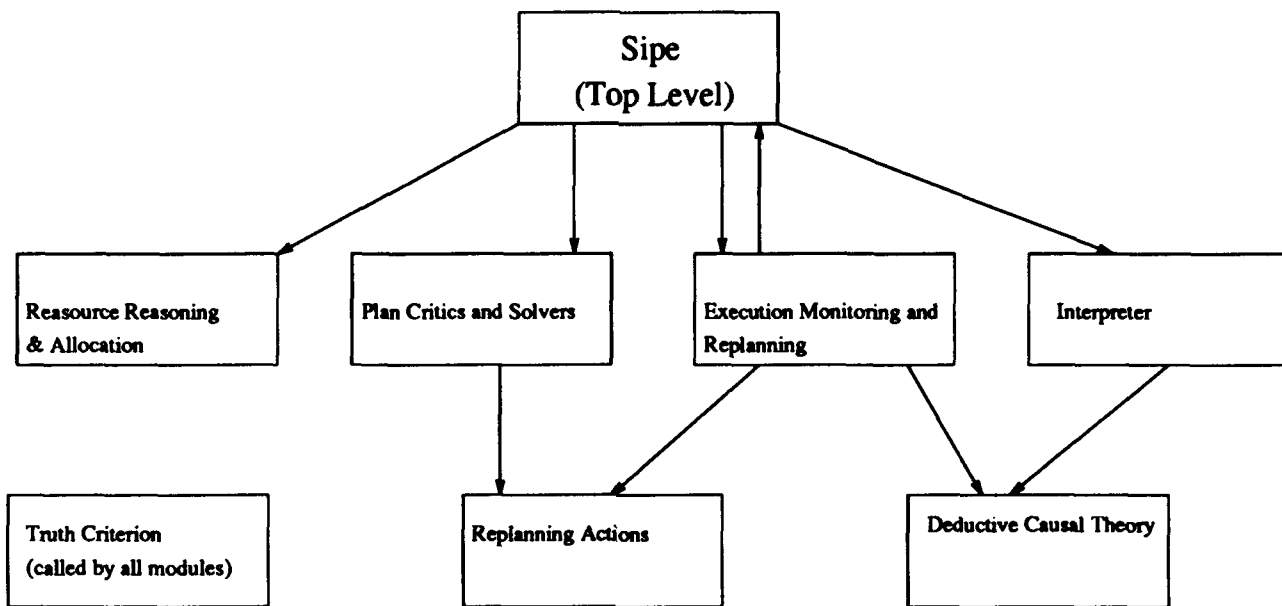 Sipe
(Top Level)
Reasource Reasoning
& Allocation
Plan Critics and Solvers
Execution Monitoring and
Replanning
Interpreter
Truth Criterion
(called by all modules)
Replanning Actions
Deductive Causal Theory